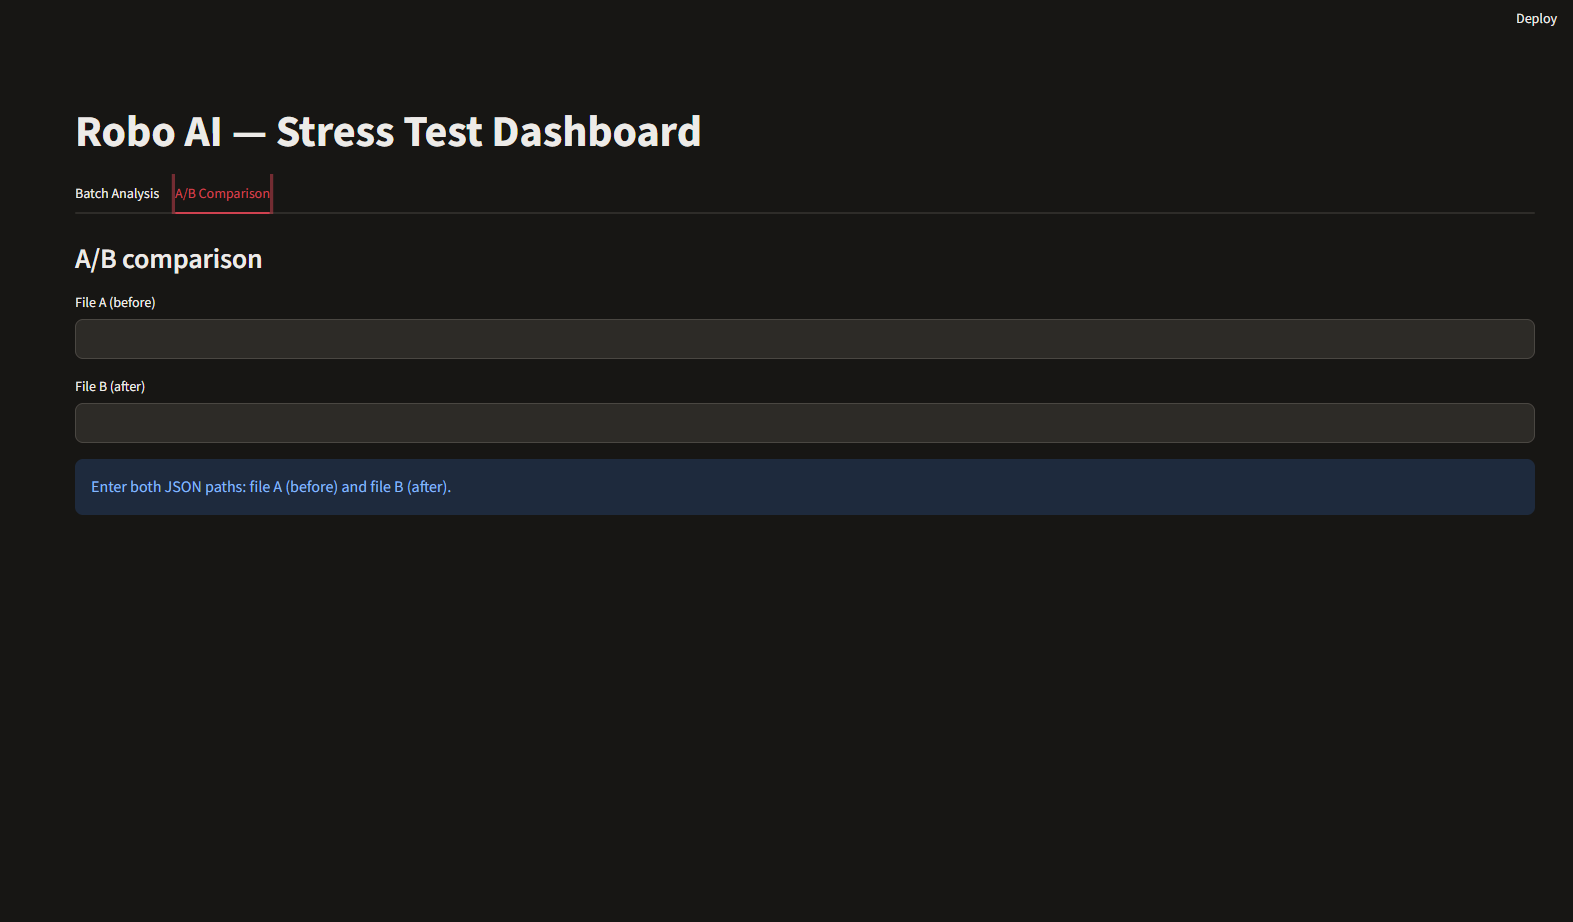 Deploy
Robo AI — Stress Test Dashboard
Batch Analysis A/B Comparison
A/B comparison
File A (before)
File B (after)
Enter both JSON paths: file A (before) and file B (after).